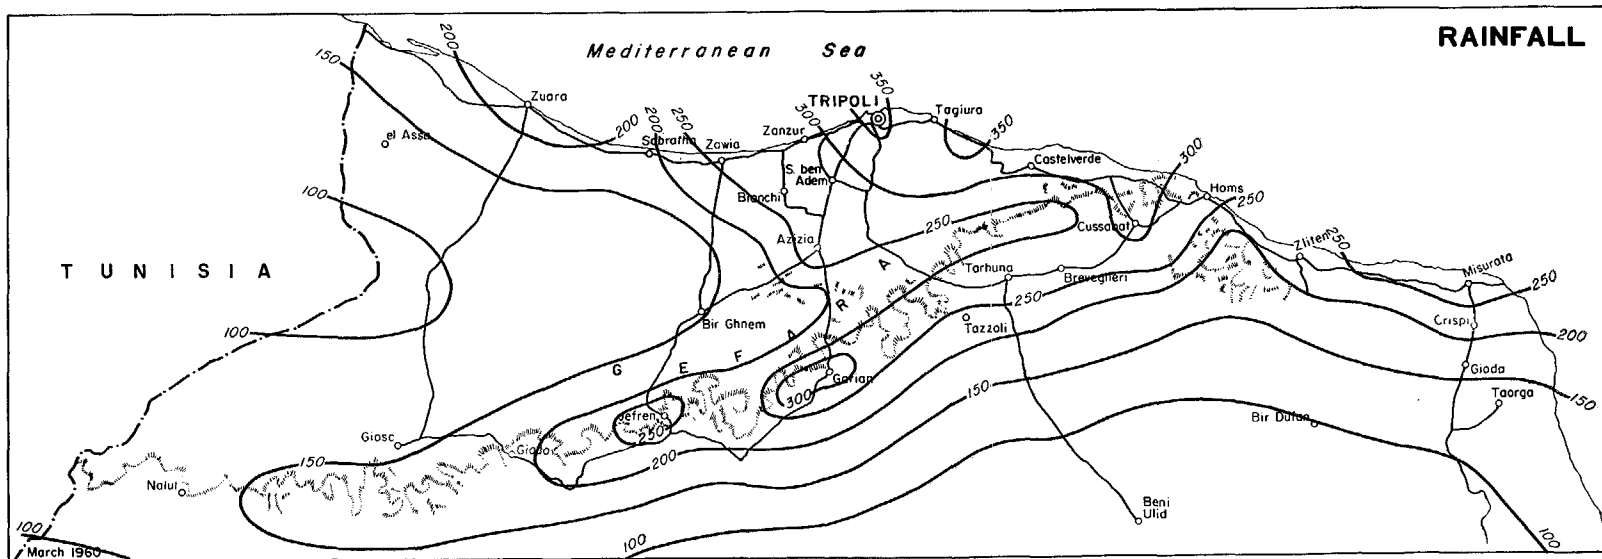 RAINFALL
Mediterranean Sea
200
150
350
TRIPOLI
300
Zuara
Tagiura
200
200
250
Zanzur
350
el Assa
Sabratha
Zawia
Castelverde
300
S. ben
Adem
100
Bianchi
Homs
250
250
Cussabat
Azizia
Zliten
250
TUNISIA
Tarhuna
Breveglieri
Misurata
250
250
100
Bir Ghnem
Tazzoli
Crispi
200
GEFARA
Garian
Gioda
300
150
150
Taorga
Jefren
Bir Dufan
250
Giosc
Giado
200
150
150
Nalut
Beni
Ulid
100
100
100
March 1960